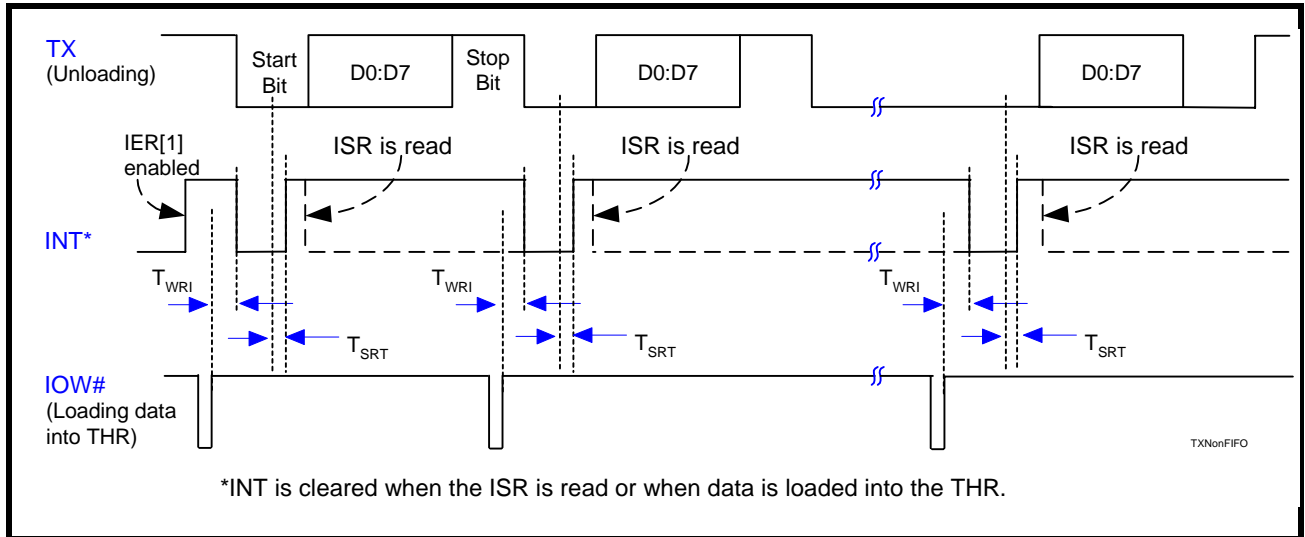 TX
(Unloading)
Start
Bit
D0:D7
Stop
Bit
D0:D7
D0:D7
IER[1]
enabled
ISR is read
ISR is read
ISR is read
INT*
TWRI
TWRI
TWRI
TSRT
TSRT
TSRT
IOW#
(Loading data
into THR)
TXNonFIFO
*INT is cleared when the ISR is read or when data is loaded into the THR.